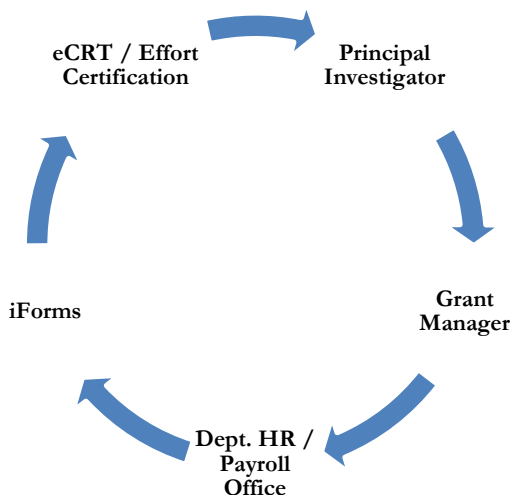 eCRT / Effort
Certification
Principal
Investigator
Grant
Manager
Dept. HR /
Payroll
Office
iForms